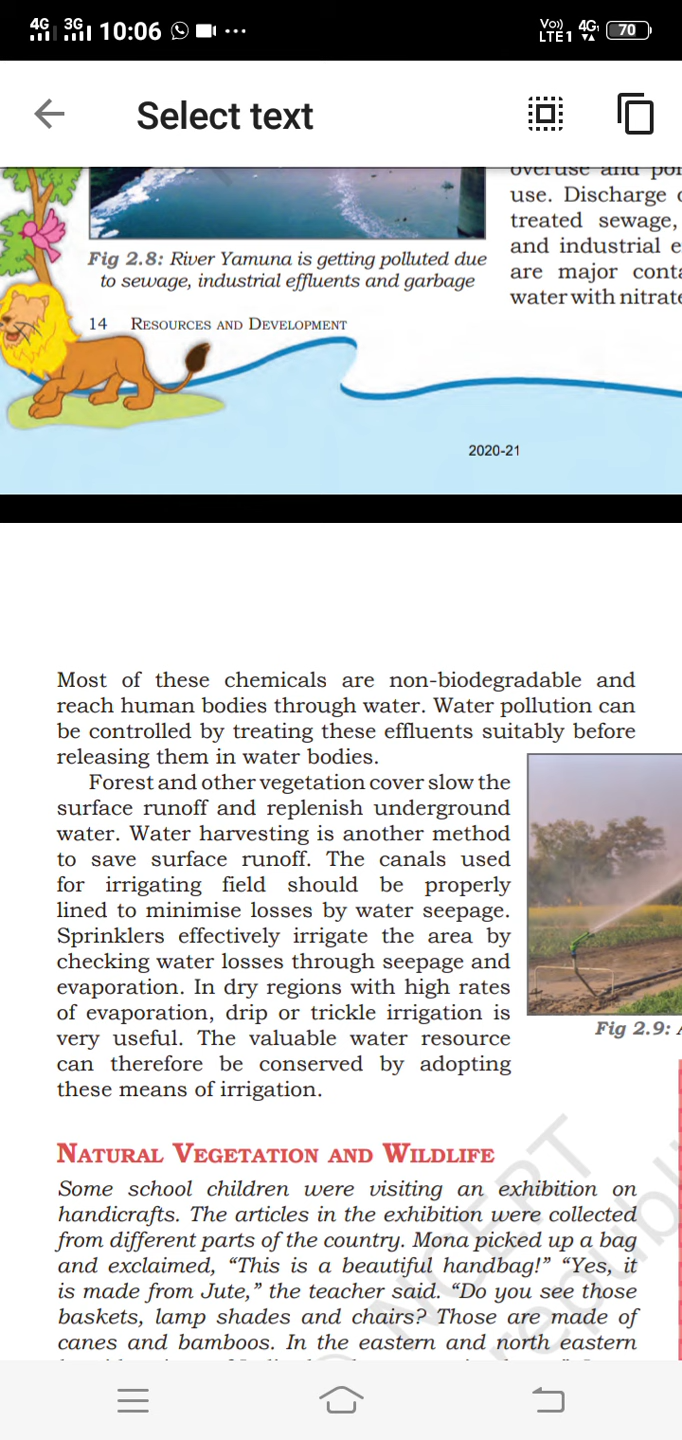 4G 3G 10:06 ...
Vo)) LTE1 4G 70
Select text
overuse and
use. Discharge
treated sewage,
and industrial
are major
water with
Fig 2.8: River Yamuna is getting polluted due
to sewage, industrial effluents and garbage
14 RESOURCES AND DEVELOPMENT
2020-21
Most of these chemicals are non-biodegradable and
reach human bodies through water. Water pollution can
be controlled by treating these effluents suitably before
releasing them in water bodies.
Forest and other vegetation cover slow the
surface runoff and replenish underground
water. Water harvesting is another method
to save surface runoff. The canals used
for irrigating field should be properly
lined to minimise losses by water seepage.
Sprinklers effectively irrigate the area by
checking water losses through seepage and
evaporation. In dry regions with high rates
of evaporation, drip or trickle irrigation is
very useful. The valuable water resource
can therefore be conserved by adopting
these means of irrigation.
Fig 2.9:
NATURAL VEGETATION AND WILDLIFE
Some school children were visiting an exhibition on
handicrafts. The articles in the exhibition were collected
from different parts of the country. Mona picked up a bag
and exclaimed, “This is a beautiful handbag!” “Yes, it
is made from Jute,” the teacher said. “Do you see those
baskets, lamp shades and chairs? Those are made of
canes and bamboos. In the eastern and north eastern
© NCERT